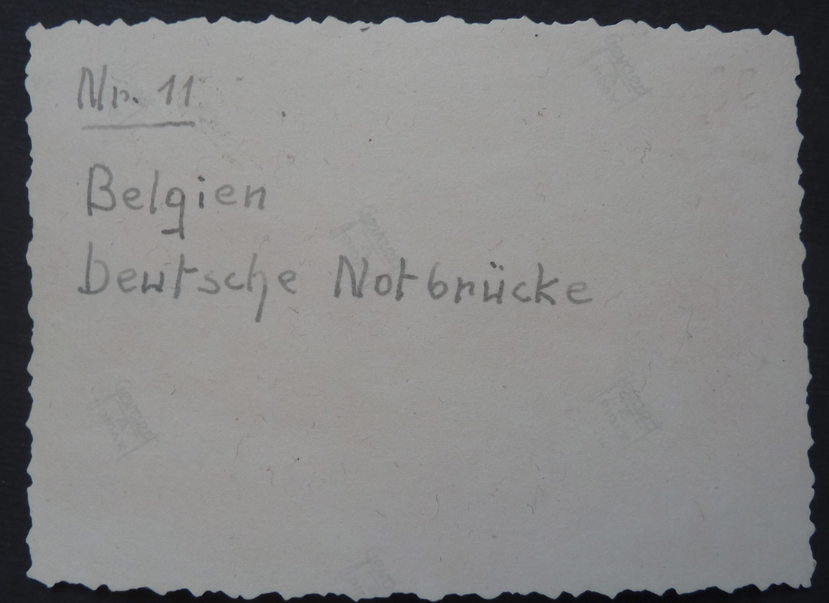 Nr. 11
Belgien
Deutsche Notbrücke